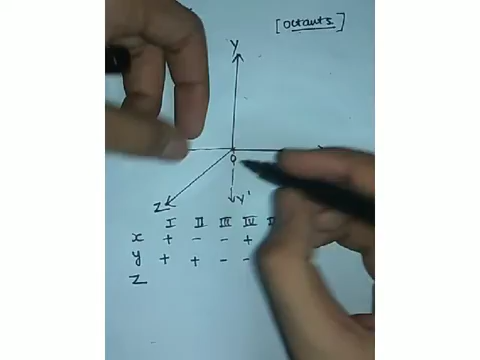 [Octants]
Y
O
Z
Y'
I II III IV
x + - - +
y + + - -
Z